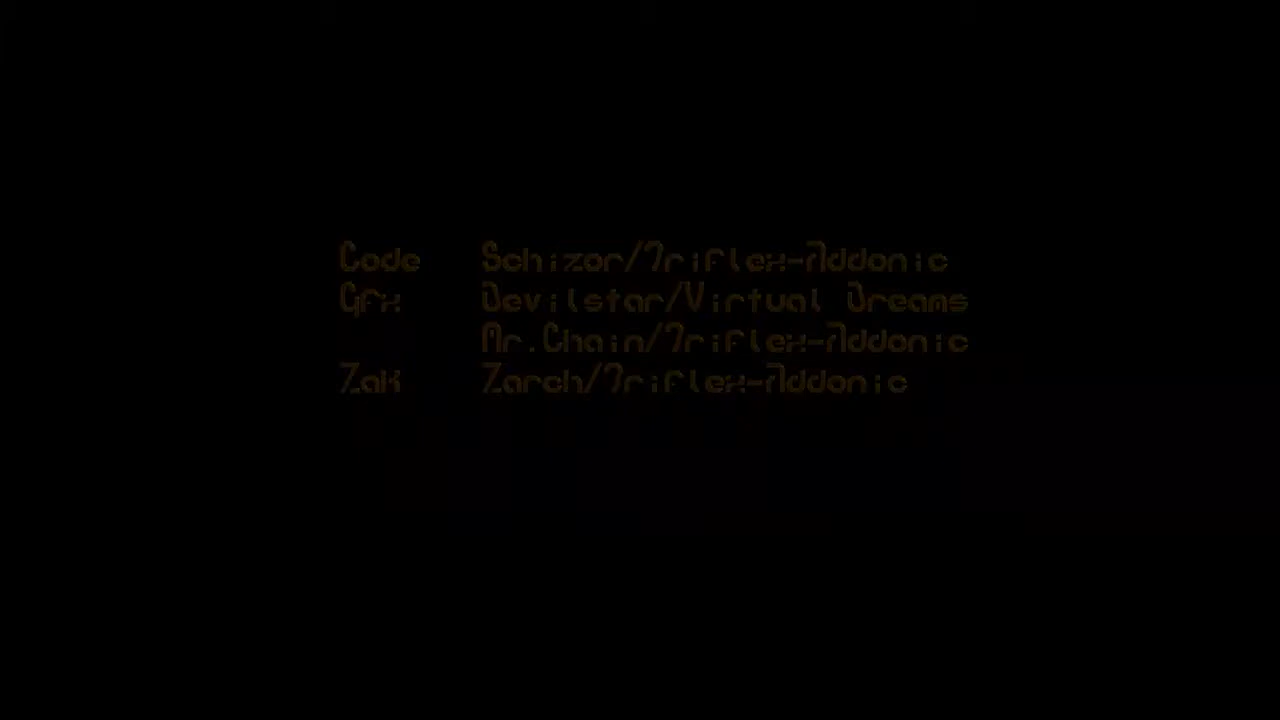 Code Schizor/Triflex-Addonic
Gfx Devilstar/Virtual Dreams
Mr.Chain/Triflex-Addonic
Zak Zarch/Triflex-Addonic